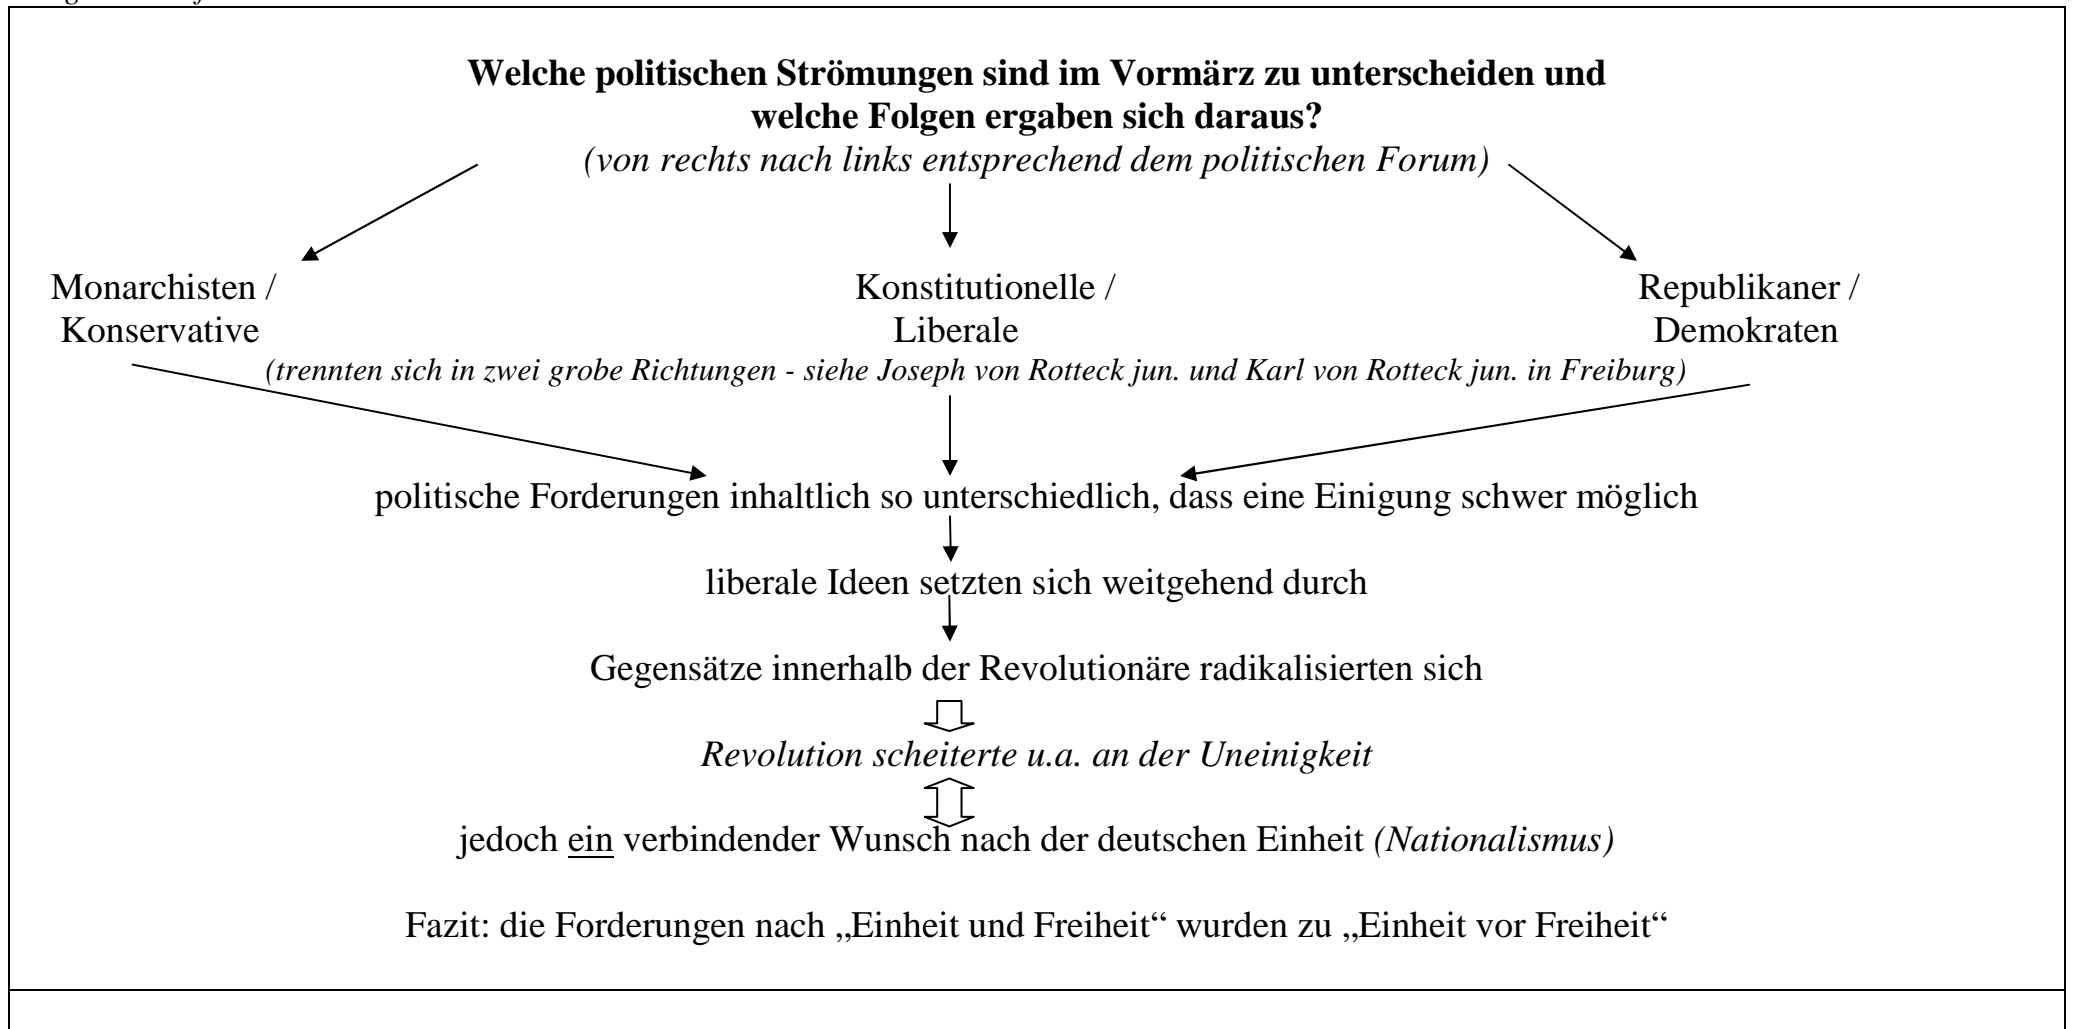 Welche politischen Strömungen sind im Vormärz zu unterscheiden und
welche Folgen ergaben sich daraus?
(von rechts nach links entsprechend dem politischen Forum)
Monarchisten / Konstitutionelle / Republikaner /
Konservative Liberale Demokraten
(trennten sich in zwei grobe Richtungen - siehe Joseph von Rotteck jun. und Karl von Rotteck jun. in Freiburg)
politische Forderungen inhaltlich so unterschiedlich, dass eine Einigung schwer möglich
liberale Ideen setzten sich weitgehend durch
Gegensätze innerhalb der Revolutionäre radikalisierten sich
Revolution scheiterte u.a. an der Uneinigkeit
jedoch ein verbindender Wunsch nach der deutschen Einheit (Nationalismus)
Fazit: die Forderungen nach „Einheit und Freiheit“ wurden zu „Einheit vor Freiheit“